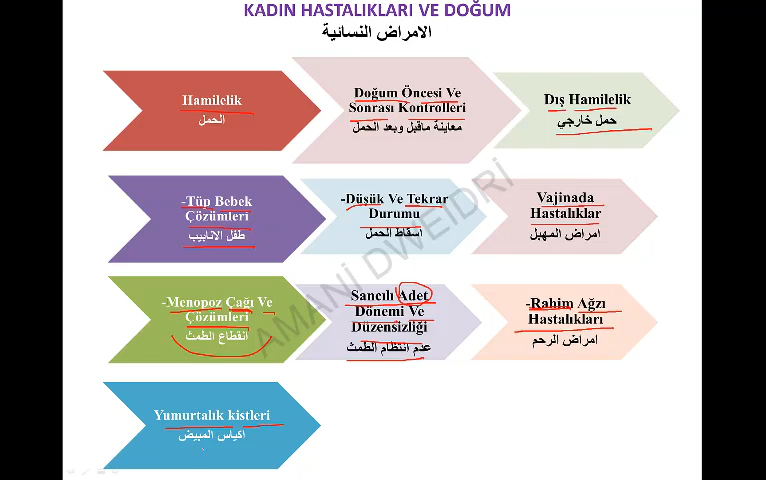 KADIN HASTALIKLARI VE DOĞUM
الامراض النسائية
Hamilelik
الحمل
Doğum Öncesi Ve
Sonrası Kontrolleri
معاينة ماقبل وبعد الحمل
Dış Hamilelik
حمل خارجي
-Tüp Bebek
Çözümleri
طفل الانابيب
-Düşük Ve Tekrar
Durumu
اسقاط الحمل
Vajinada
Hastalıklar
امراض المهبل
-Menopoz Çağı Ve
Çözümleri
انقطاع الطمث
Sancılı Adet
Dönemi Ve
Düzensizliği
عدم انتظام الطمث
-Rahim Ağzı
Hastalıkları
امراض الرحم
Yumurtalık kistleri
اكياس المبيض
AMANİ DWEIDRİ